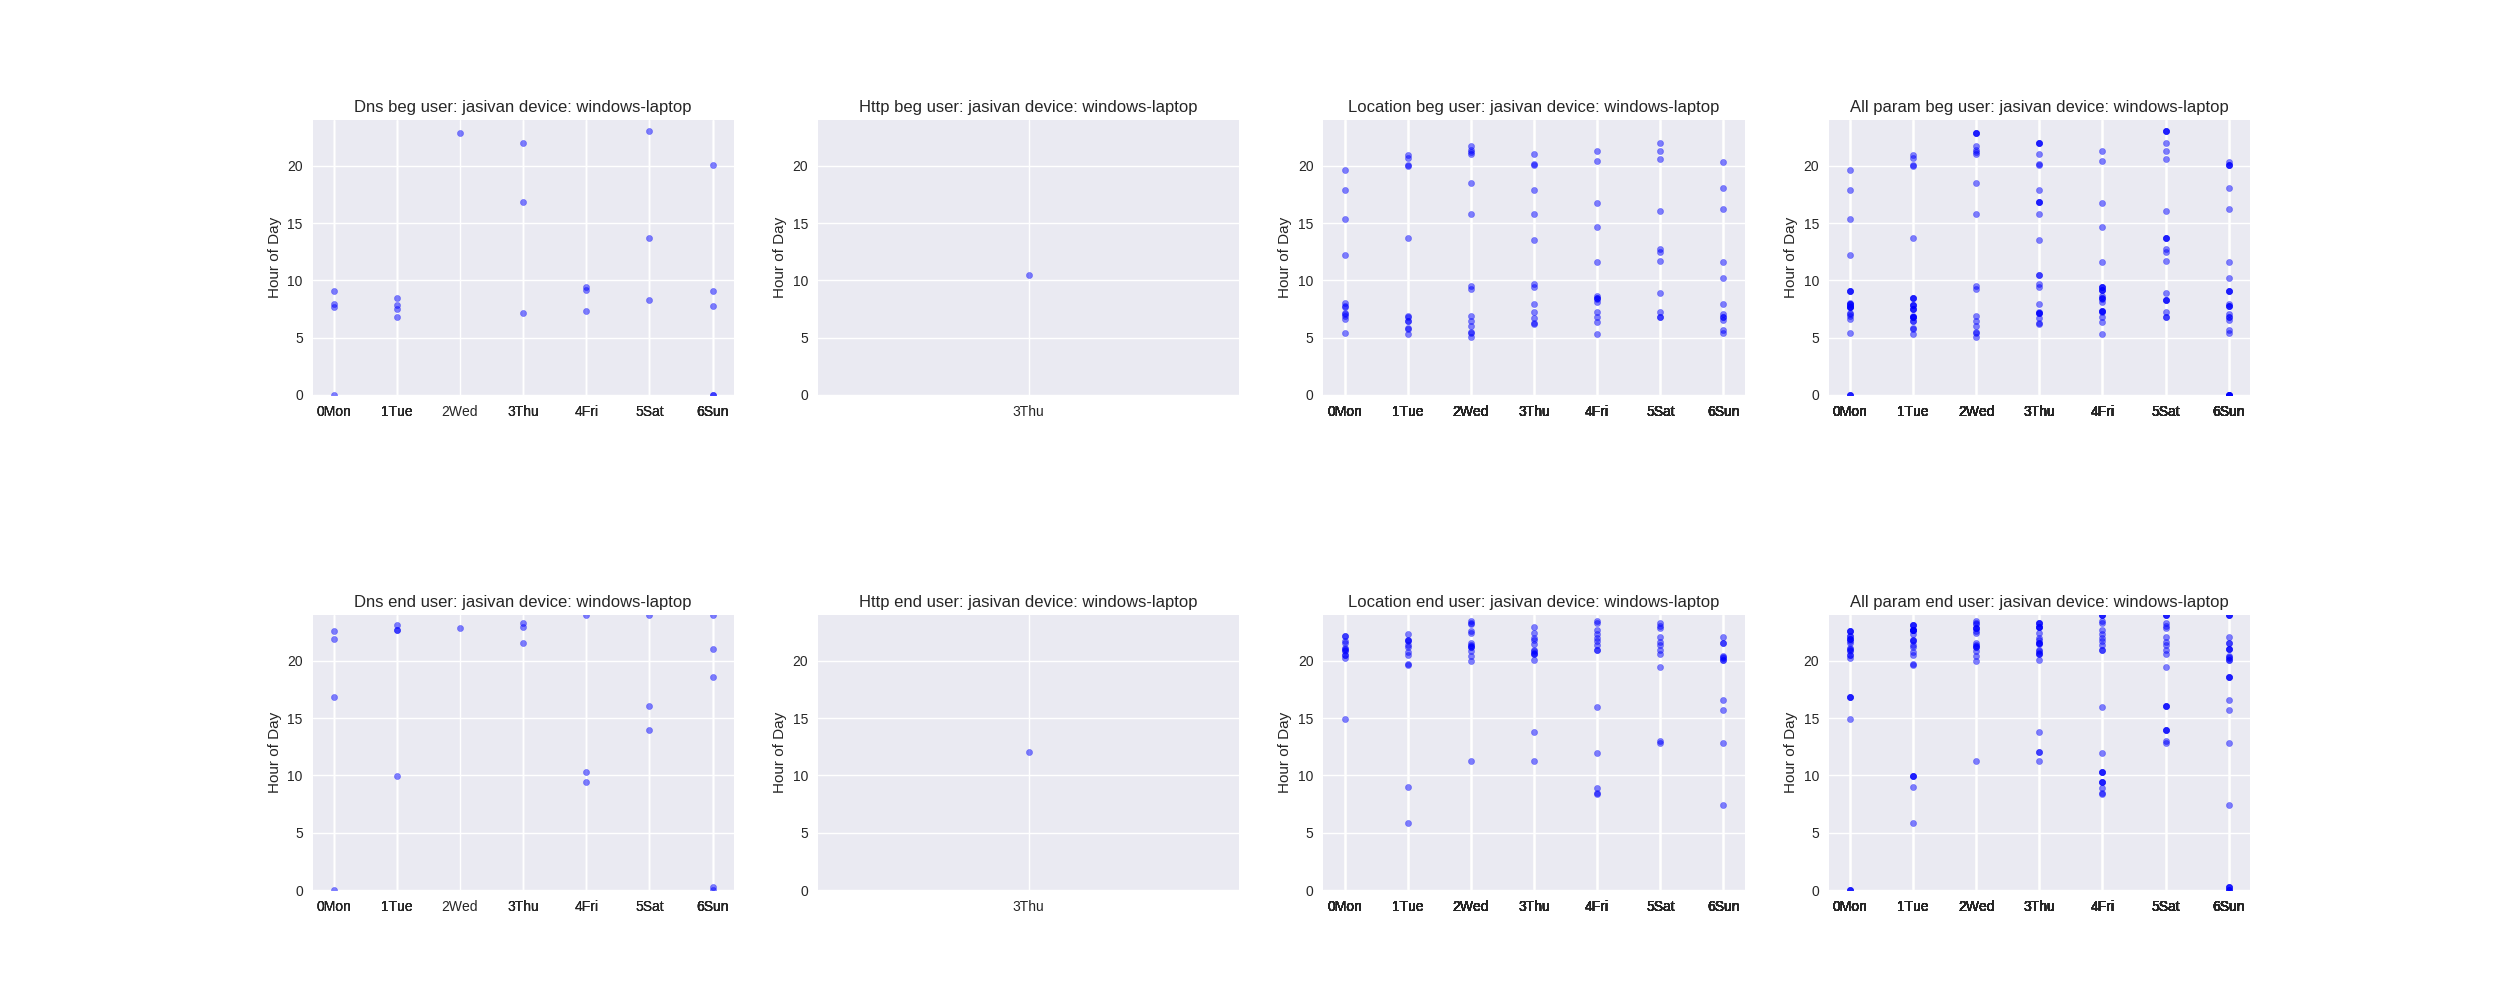 Dns beg user: jasivan device: windows-laptop
Hour of Day
20
15
10
5
0
0Mon 1Tue 2Wed 3Thu 4Fri 5Sat 6Sun
Http beg user: jasivan device: windows-laptop
Hour of Day
20
15
10
5
0
3Thu
Location beg user: jasivan device: windows-laptop
Hour of Day
20
15
10
5
0
0Mon 1Tue 2Wed 3Thu 4Fri 5Sat 6Sun
All param beg user: jasivan device: windows-laptop
Hour of Day
20
15
10
5
0
0Mon 1Tue 2Wed 3Thu 4Fri 5Sat 6Sun
Dns end user: jasivan device: windows-laptop
Hour of Day
20
15
10
5
0
0Mon 1Tue 2Wed 3Thu 4Fri 5Sat 6Sun
Http end user: jasivan device: windows-laptop
Hour of Day
20
15
10
5
0
3Thu
Location end user: jasivan device: windows-laptop
Hour of Day
20
15
10
5
0
0Mon 1Tue 2Wed 3Thu 4Fri 5Sat 6Sun
All param end user: jasivan device: windows-laptop
Hour of Day
20
15
10
5
0
0Mon 1Tue 2Wed 3Thu 4Fri 5Sat 6Sun